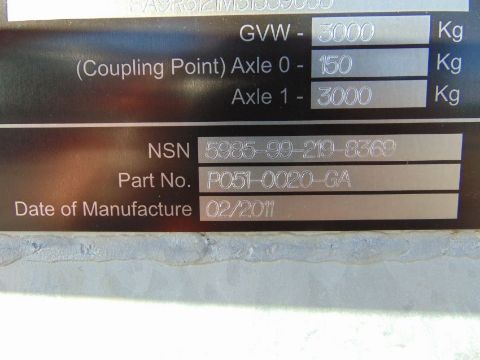 GVW - 3000 Kg
(Coupling Point) Axle 0 - 150 Kg
Axle 1 - 3000 Kg
NSN 5985-99-219-8369
Part No. P051-0020-GA
Date of Manufacture 02/2011